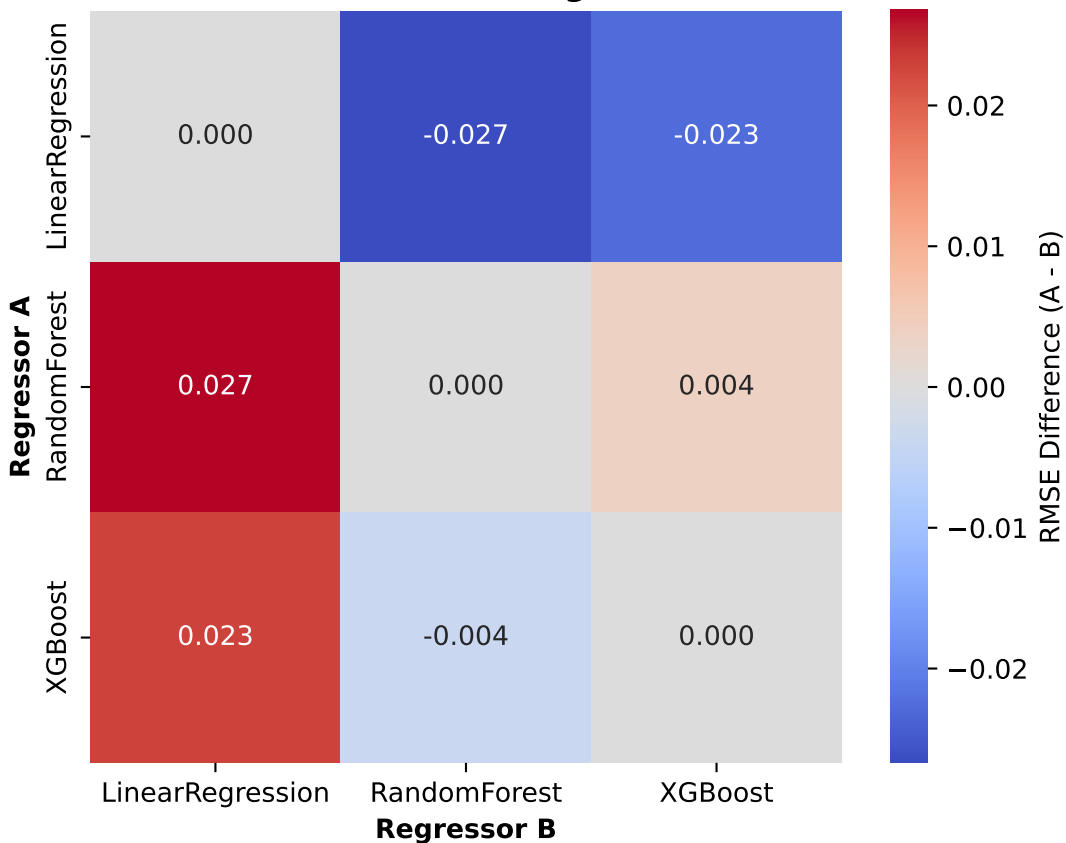 LinearRegression
0.000
-0.027
-0.023
RandomForest
0.027
0.000
0.004
XGBoost
0.023
-0.004
0.000
Regressor A
LinearRegression
RandomForest
XGBoost
Regressor B
0.02
0.01
0.00
−0.01
−0.02
RMSE Difference (A - B)